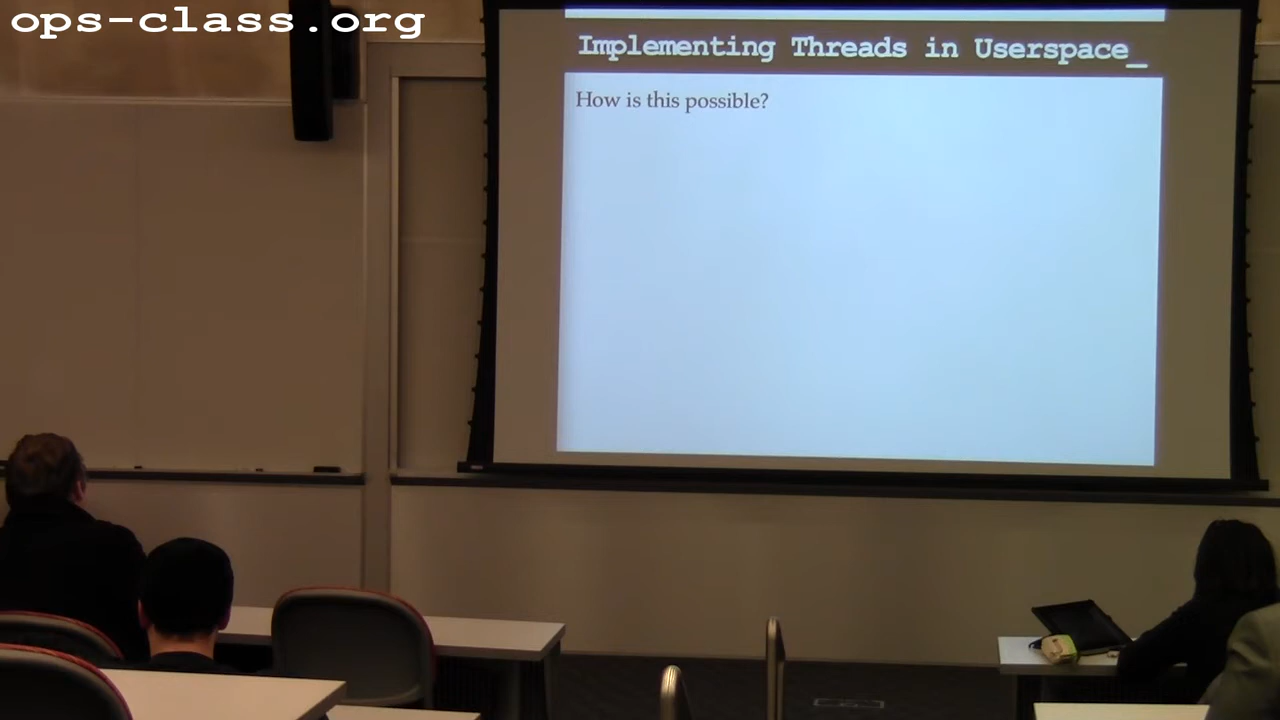 ops-class.org
Implementing Threads in Userspace_
How is this possible?